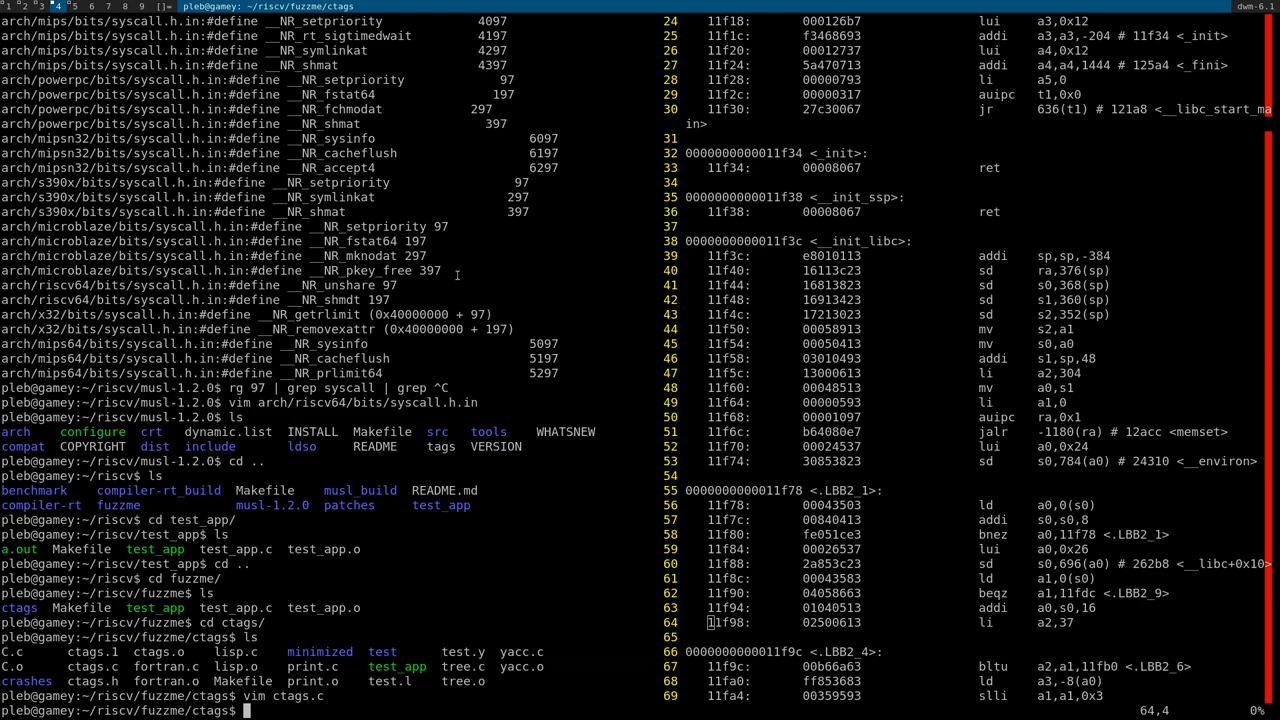 1 2 3 4 5 6 7 8 9 []= pleb@gamey:~/riscv/fuzzme/ctags dwm-6.1
arch/mips/bits/syscall.h.in:#define __NR_setpriority 4097
arch/mips/bits/syscall.h.in:#define __NR_rt_sigtimedwait 4197
arch/mips/bits/syscall.h.in:#define __NR_symlinkat 4297
arch/mips/bits/syscall.h.in:#define __NR_shmat 4397
arch/powerpc/bits/syscall.h.in:#define __NR_setpriority 97
arch/powerpc/bits/syscall.h.in:#define __NR_fstat64 197
arch/powerpc/bits/syscall.h.in:#define __NR_fchmodat 297
arch/powerpc/bits/syscall.h.in:#define __NR_shmat 397
arch/mipsn32/bits/syscall.h.in:#define __NR_sysinfo 6097
arch/mipsn32/bits/syscall.h.in:#define __NR_cacheflush 6197
arch/mipsn32/bits/syscall.h.in:#define __NR_accept4 6297
arch/s390x/bits/syscall.h.in:#define __NR_setpriority 97
arch/s390x/bits/syscall.h.in:#define __NR_symlinkat 297
arch/s390x/bits/syscall.h.in:#define __NR_shmat 397
arch/microblaze/bits/syscall.h.in:#define __NR_setpriority 97
arch/microblaze/bits/syscall.h.in:#define __NR_fstat64 197
arch/microblaze/bits/syscall.h.in:#define __NR_mknodat 297
arch/microblaze/bits/syscall.h.in:#define __NR_pkey_free 397
arch/riscv64/bits/syscall.h.in:#define __NR_unshare 97
arch/riscv64/bits/syscall.h.in:#define __NR_shmdt 197
arch/x32/bits/syscall.h.in:#define __NR_getrlimit (0x40000000 + 97)
arch/x32/bits/syscall.h.in:#define __NR_removexattr (0x40000000 + 197)
arch/mips64/bits/syscall.h.in:#define __NR_sysinfo 5097
arch/mips64/bits/syscall.h.in:#define __NR_cacheflush 5197
arch/mips64/bits/syscall.h.in:#define __NR_prlimit64 5297
pleb@gamey:~/riscv/musl-1.2.0$ rg 97 | grep syscall | grep ^C
pleb@gamey:~/riscv/musl-1.2.0$ vim arch/riscv64/bits/syscall.h.in
pleb@gamey:~/riscv/musl-1.2.0$ ls
arch configure crt dynamic.list INSTALL Makefile src tools WHATSNEW
compat COPYRIGHT dist include ldso README tags VERSION
pleb@gamey:~/riscv/musl-1.2.0$ cd ..
pleb@gamey:~/riscv$ ls
benchmark compiler-rt_build Makefile musl_build README.md
compiler-rt fuzzme musl-1.2.0 patches test_app
pleb@gamey:~/riscv$ cd test_app/
pleb@gamey:~/riscv/test_app$ ls
a.out Makefile test_app test_app.c test_app.o
pleb@gamey:~/riscv/test_app$ cd ..
pleb@gamey:~/riscv$ cd fuzzme/
pleb@gamey:~/riscv/fuzzme$ ls
ctags Makefile test_app test_app.c test_app.o
pleb@gamey:~/riscv/fuzzme$ cd ctags/
pleb@gamey:~/riscv/fuzzme/ctags$ ls
C.c ctags.1 ctags.o lisp.c minimized test test.y yacc.c
C.o ctags.c fortran.c lisp.o print.c test_app tree.c yacc.o
crashes ctags.h fortran.o Makefile print.o test.l tree.o
pleb@gamey:~/riscv/fuzzme/ctags$ vim ctags.c
pleb@gamey:~/riscv/fuzzme/ctags$
24 11f18: 000126b7 lui a3,0x12
25 11f1c: f3468693 addi a3,a3,-204 # 11f34 <_init>
26 11f20: 00012737 lui a4,0x12
27 11f24: 5a470713 addi a4,a4,1444 # 125a4 <_fini>
28 11f28: 00000793 li a5,0
29 11f2c: 00000317 auipc t1,0x0
30 11f30: 27c30067 jr 636(t1) # 121a8 <__libc_start_ma
in>
31
32 0000000000011f34 <_init>:
33 11f34: 00008067 ret
34
35 0000000000011f38 <__init_ssp>:
36 11f38: 00008067 ret
37
38 0000000000011f3c <__init_libc>:
39 11f3c: e8010113 addi sp,sp,-384
40 11f40: 16113c23 sd ra,376(sp)
41 11f44: 16813823 sd s0,368(sp)
42 11f48: 16913423 sd s1,360(sp)
43 11f4c: 17213023 sd s2,352(sp)
44 11f50: 00058913 mv s2,a1
45 11f54: 00050413 mv s0,a0
46 11f58: 03010493 addi s1,sp,48
47 11f5c: 13000613 li a2,304
48 11f60: 00048513 mv a0,s1
49 11f64: 00000593 li a1,0
50 11f68: 00001097 auipc ra,0x1
51 11f6c: b64080e7 jalr -1180(ra) # 12acc <memset>
52 11f70: 00024537 lui a0,0x24
53 11f74: 30853823 sd s0,784(a0) # 24310 <__environ>
54
55 0000000000011f78 <.LBB2_1>:
56 11f78: 00043503 ld a0,0(s0)
57 11f7c: 00840413 addi s0,s0,8
58 11f80: fe051ce3 bnez a0,11f78 <.LBB2_1>
59 11f84: 00026537 lui a0,0x26
60 11f88: 2a853c23 sd s0,696(a0) # 262b8 <__libc+0x10>
61 11f8c: 00043583 ld a1,0(s0)
62 11f90: 04058663 beqz a1,11fdc <.LBB2_9>
63 11f94: 01040513 addi a0,s0,16
64 11f98: 02500613 li a2,37
65
66 0000000000011f9c <.LBB2_4>:
67 11f9c: 00b66a63 bltu a2,a1,11fb0 <.LBB2_6>
68 11fa0: ff853683 ld a3,-8(a0)
69 11fa4: 00359593 slli a1,a1,0x3
64,4 0%